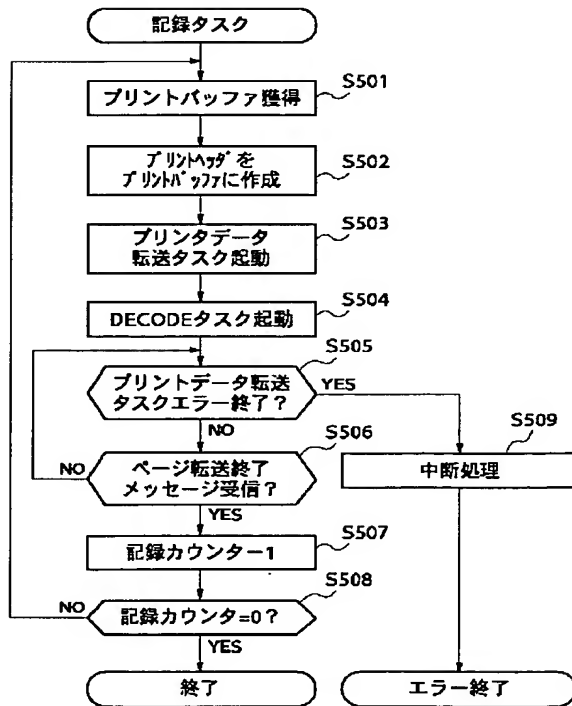 記録タスク
プリントバッファ獲得
S501
プリントヘッダを
プリントバッファに作成
S502
プリンタデータ
転送タスク起動
S503
DECODEタスク起動
S504
プリントデータ転送
タスクエラー終了?
S505
YES
NO
ページ転送終了
メッセージ受信?
S506
NO
YES
中断処理
S509
記録カウンター1
S507
記録カウンタ=0?
S508
NO
YES
終了
エラー終了